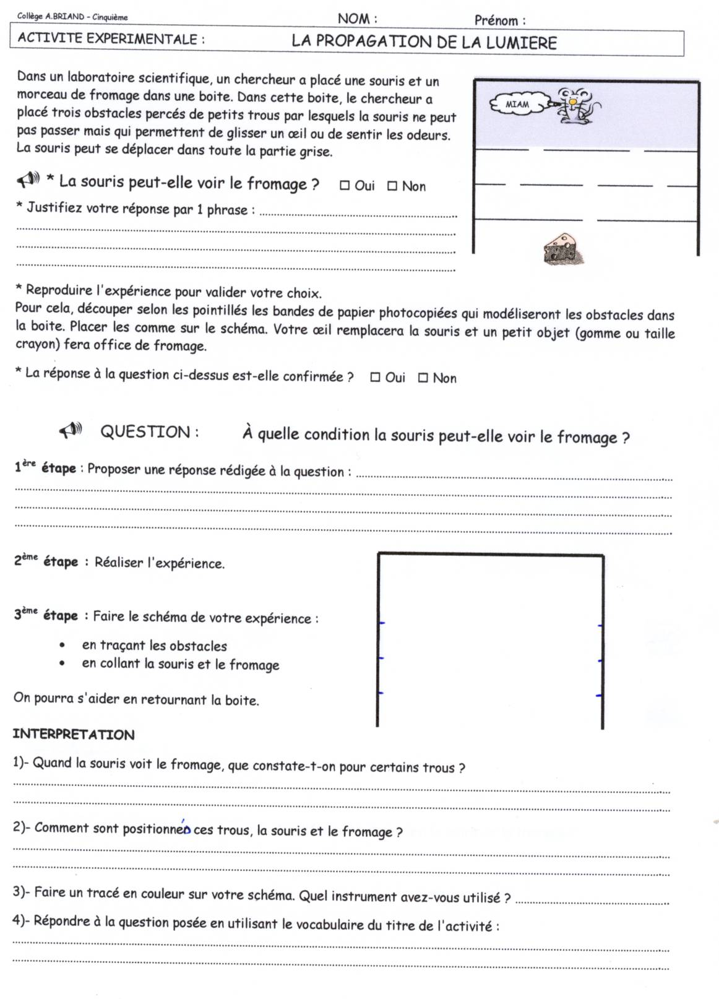 Collège A.BRIAND - Cinquième NOM : Prénom :
ACTIVITE EXPERIMENTALE : LA PROPAGATION DE LA LUMIERE
Dans un laboratoire scientifique, un chercheur a placé une souris et un
morceau de fromage dans une boite. Dans cette boite, le chercheur a
placé trois obstacles percés de petits trous par lesquels la souris ne peut
pas passer mais qui permettent de glisser un œil ou de sentir les odeurs.
La souris peut se déplacer dans toute la partie grise.
MIAM
* La souris peut-elle voir le fromage ? □ Oui □ Non
* Justifiez votre réponse par 1 phrase :
* Reproduire l'expérience pour valider votre choix.
Pour cela, découper selon les pointillés les bandes de papier photocopiées qui modéliseront les obstacles dans
la boite. Placer les comme sur le schéma. Votre œil remplacera la souris et un petit objet (gomme ou taille
crayon) fera office de fromage.
* La réponse à la question ci-dessus est-elle confirmée ? □ Oui □ Non
QUESTION : À quelle condition la souris peut-elle voir le fromage ?
1ère étape : Proposer une réponse rédigée à la question :
2ème étape : Réaliser l'expérience.
3ème étape : Faire le schéma de votre expérience :
• en traçant les obstacles
• en collant la souris et le fromage
On pourra s'aider en retournant la boite.
INTERPRETATION
1)- Quand la souris voit le fromage, que constate-t-on pour certains trous ?
2)- Comment sont positionnés ces trous, la souris et le fromage ?
3)- Faire un tracé en couleur sur votre schéma. Quel instrument avez-vous utilisé ?
4)- Répondre à la question posée en utilisant le vocabulaire du titre de l'activité :